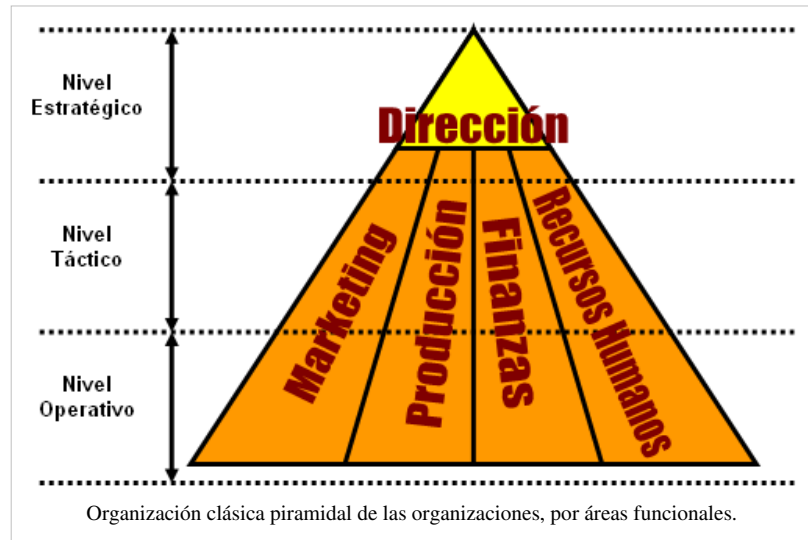 Nivel
Estratégico
Dirección
Nivel
Táctico
Marketing
Producción
Finanzas
Recursos Humanos
Nivel
Operativo
Organización clásica piramidal de las organizaciones, por áreas funcionales.